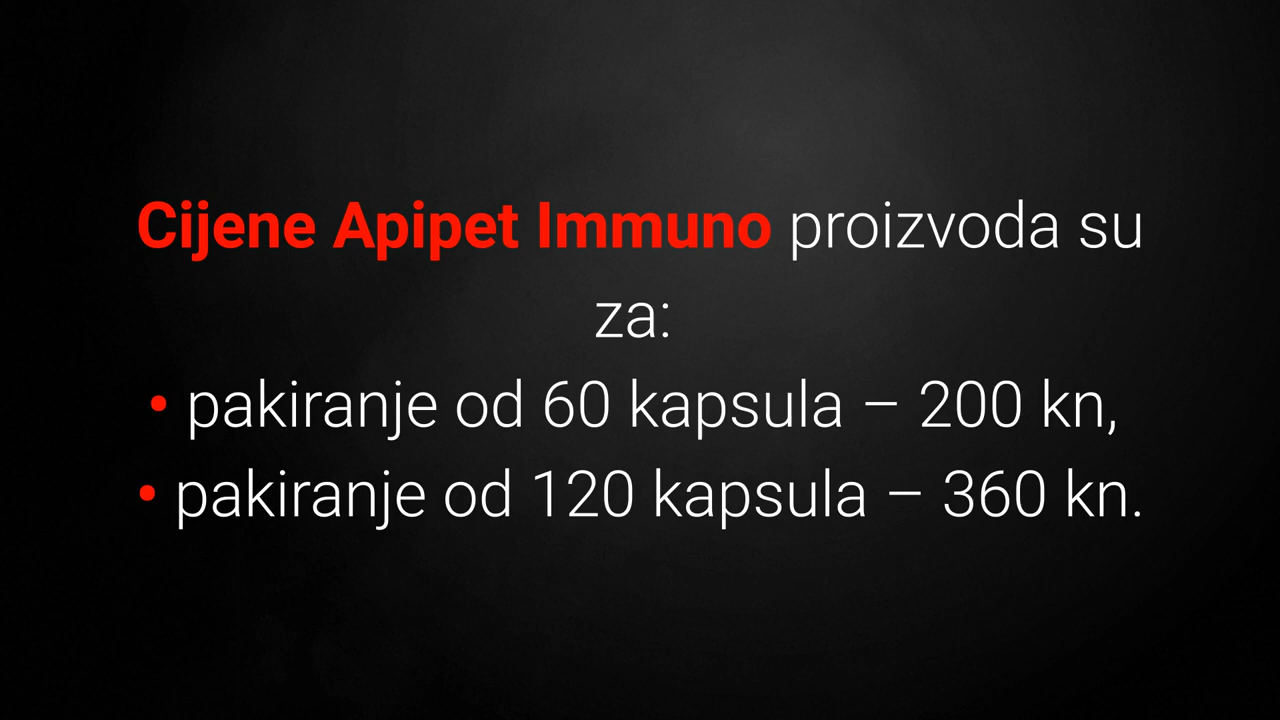 Cijene Apipet Immuno proizvoda su
za:
• pakiranje od 60 kapsula – 200 kn,
• pakiranje od 120 kapsula – 360 kn.